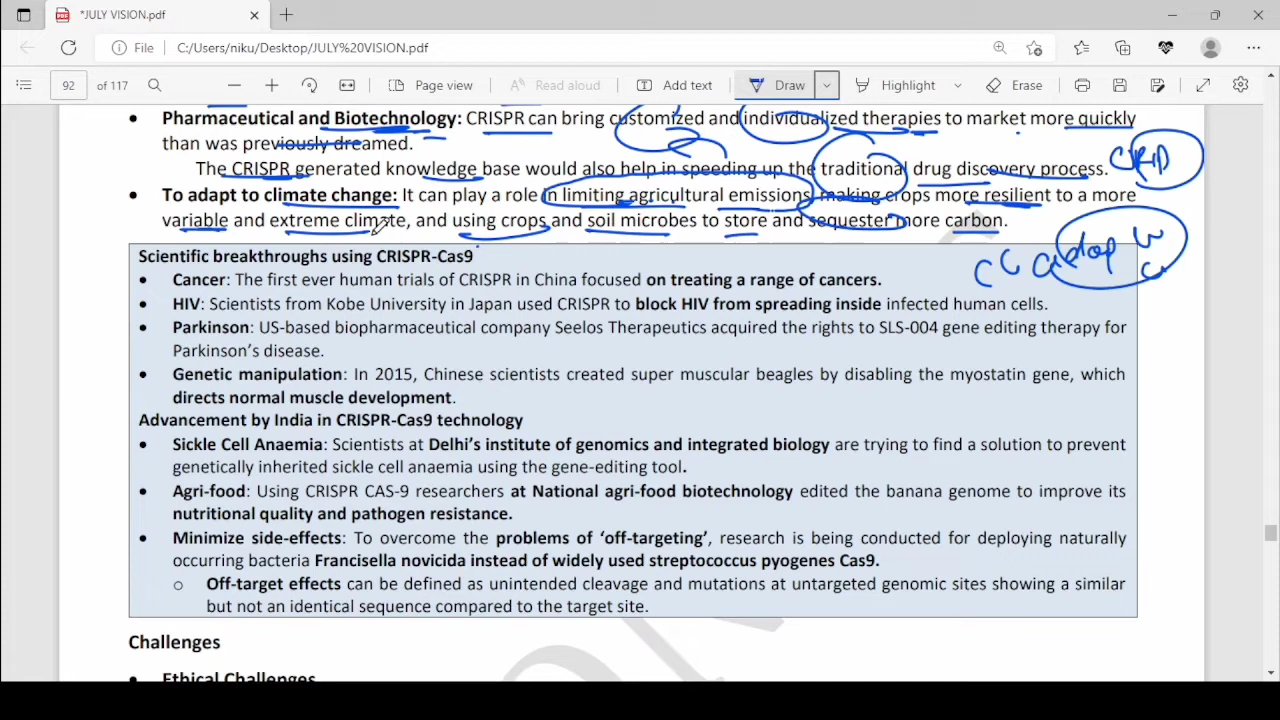 *JULY VISION.pdf
File C:/Users/niku/Desktop/JULY%20VISION.pdf
92 of 117 Page view Read aloud Add text Draw Highlight Erase
• Pharmaceutical and Biotechnology: CRISPR can bring customized and individualized therapies to market more quickly
than was previously dreamed.
The CRISPR generated knowledge base would also help in speeding up the traditional drug discovery process.
• To adapt to climate change: It can play a role in limiting agricultural emissions, making crops more resilient to a more
variable and extreme climate, and using crops and soil microbes to store and sequester more carbon.
Scientific breakthroughs using CRISPR-Cas9
• Cancer: The first ever human trials of CRISPR in China focused on treating a range of cancers.
• HIV: Scientists from Kobe University in Japan used CRISPR to block HIV from spreading inside infected human cells.
• Parkinson: US-based biopharmaceutical company Seelos Therapeutics acquired the rights to SLS-004 gene editing therapy for
Parkinson's disease.
• Genetic manipulation: In 2015, Chinese scientists created super muscular beagles by disabling the myostatin gene, which
directs normal muscle development.
Advancement by India in CRISPR-Cas9 technology
• Sickle Cell Anaemia: Scientists at Delhi's institute of genomics and integrated biology are trying to find a solution to prevent
genetically inherited sickle cell anaemia using the gene-editing tool.
• Agri-food: Using CRISPR CAS-9 researchers at National agri-food biotechnology edited the banana genome to improve its
nutritional quality and pathogen resistance.
• Minimize side-effects: To overcome the problems of 'off-targeting', research is being conducted for deploying naturally
occurring bacteria Francisella novicida instead of widely used streptococcus pyogenes Cas9.
o Off-target effects can be defined as unintended cleavage and mutations at untargeted genomic sites showing a similar
but not an identical sequence compared to the target site.
Challenges
• Ethical Challenges